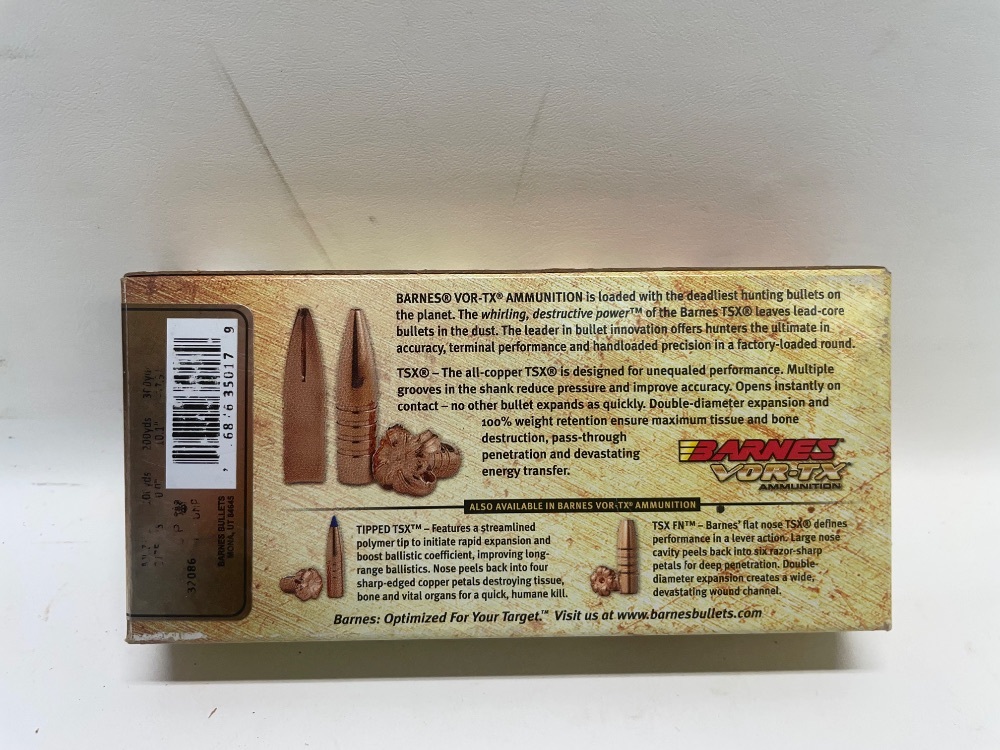 BARNES® VOR-TX® AMMUNITION is loaded with the deadliest hunting bullets on
the planet. The whirling, destructive power™ of the Barnes TSX® leaves lead-core
bullets in the dust. The leader in bullet innovation offers hunters the ultimate in
accuracy, terminal performance and handloaded precision in a factory-loaded round.
TSX® – The all-copper TSX® is designed for unequaled performance. Multiple
grooves in the shank reduce pressure and improve accuracy. Opens instantly on
contact – no other bullet expands as quickly. Double-diameter expansion and
100% weight retention ensure maximum tissue and bone
destruction, pass-through
penetration and devastating
energy transfer.
BARNES
VOR-TX
AMMUNITION
ALSO AVAILABLE IN BARNES VOR-TX® AMMUNITION
TIPPED TSX™ – Features a streamlined
polymer tip to initiate rapid expansion and
boost ballistic coefficient, improving long-
range ballistics. Nose peels back into four
sharp-edged copper petals destroying tissue,
bone and vital organs for a quick, humane kill.
TSX FN™ – Barnes' flat nose TSX® defines
performance in a lever action. Large nose
cavity peels back into six razor-sharp
petals for deep penetration. Double-
diameter expansion creates a wide,
devastating wound channel.
Barnes: Optimized For Your Target.™ Visit us at www.barnesbullets.com
35017 9
200yds
BARNES BULLETS
MONA, UT 84645
32086